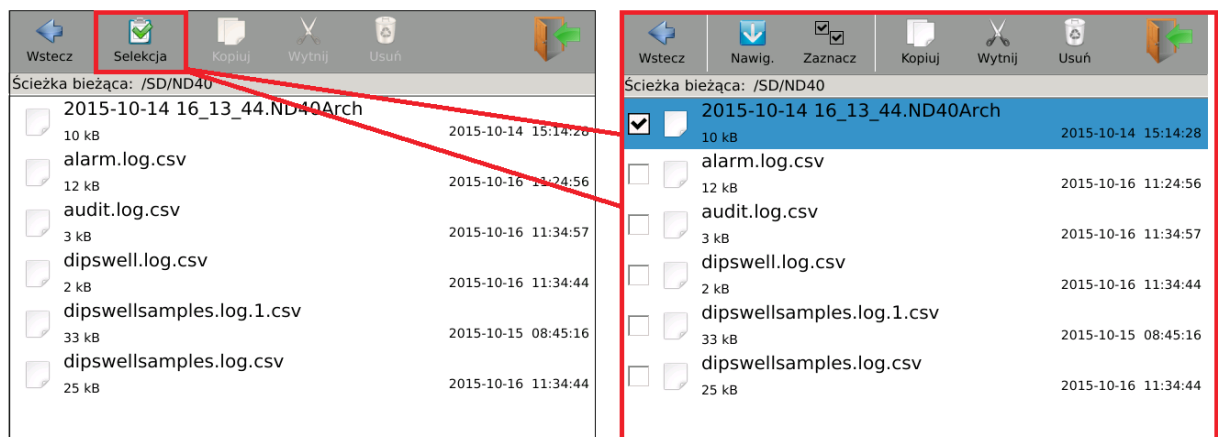 Wstecz Selekcja Kopiuj Wytnij Usuń
Ścieżka bieżąca: /SD/ND40
2015-10-14 16_13_44.ND40Arch
10 kB 2015-10-14 15:14:28
alarm.log.csv
12 kB 2015-10-16 11:24:56
audit.log.csv
3 kB 2015-10-16 11:34:57
dipswell.log.csv
2 kB 2015-10-16 11:34:44
dipswellsamples.log.1.csv
33 kB 2015-10-15 08:45:16
dipswellsamples.log.csv
25 kB 2015-10-16 11:34:44
Wstecz Nawig. Zaznacz Kopiuj Wytnij Usuń
Ścieżka bieżąca: /SD/ND40
2015-10-14 16_13_44.ND40Arch
10 kB 2015-10-14 15:14:28
alarm.log.csv
12 kB 2015-10-16 11:24:56
audit.log.csv
3 kB 2015-10-16 11:34:57
dipswell.log.csv
2 kB 2015-10-16 11:34:44
dipswellsamples.log.1.csv
33 kB 2015-10-15 08:45:16
dipswellsamples.log.csv
25 kB 2015-10-16 11:34:44